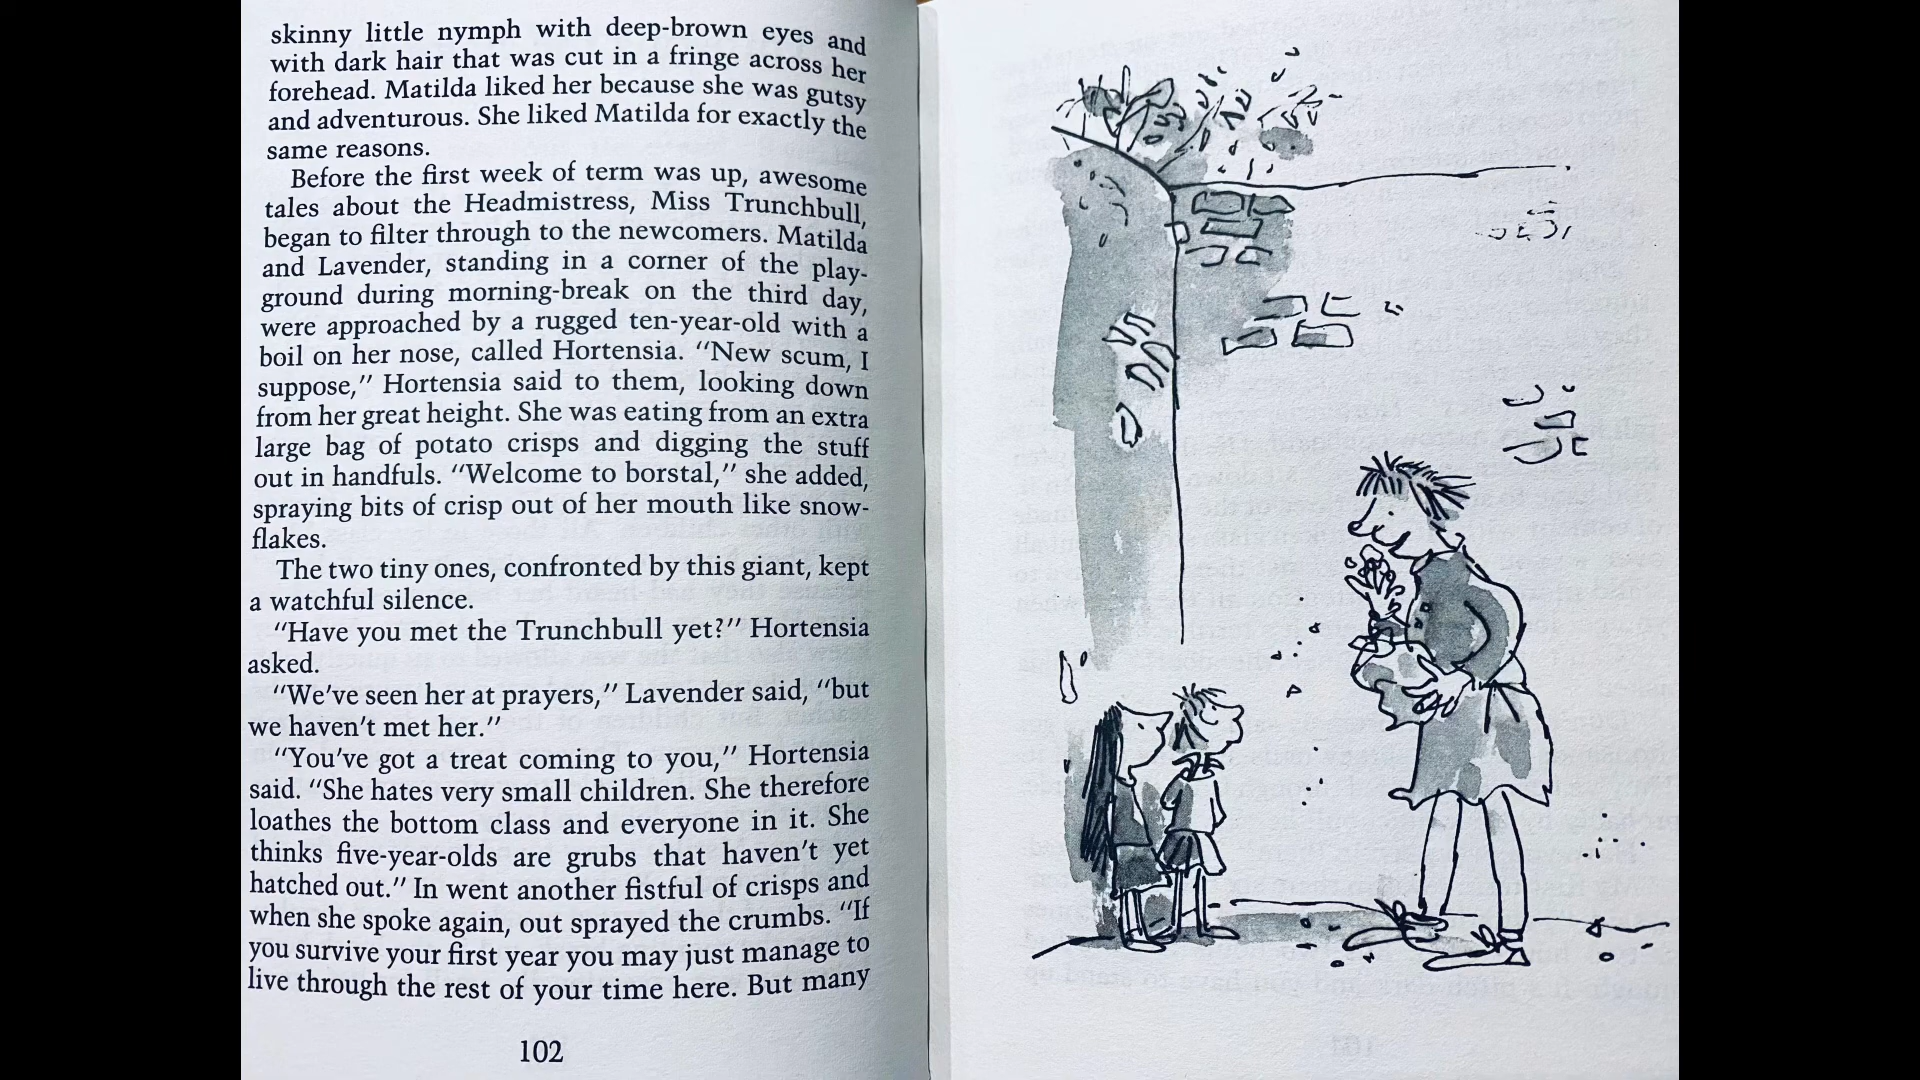 skinny little nymph with deep-brown eyes and
with dark hair that was cut in a fringe across her
forehead. Matilda liked her because she was gutsy
and adventurous. She liked Matilda for exactly the
same reasons.
Before the first week of term was up, awesome
tales about the Headmistress, Miss Trunchbull,
began to filter through to the newcomers. Matilda
and Lavender, standing in a corner of the play-
ground during morning-break on the third day,
were approached by a rugged ten-year-old with a
boil on her nose, called Hortensia. "New scum, I
suppose," Hortensia said to them, looking down
from her great height. She was eating from an extra
large bag of potato crisps and digging the stuff
out in handfuls. "Welcome to borstal," she added,
spraying bits of crisp out of her mouth like snow-
flakes.
The two tiny ones, confronted by this giant, kept
a watchful silence.
"Have you met the Trunchbull yet?" Hortensia
asked.
"We've seen her at prayers," Lavender said, "but
we haven't met her."
"You've got a treat coming to you," Hortensia
said. "She hates very small children. She therefore
loathes the bottom class and everyone in it. She
thinks five-year-olds are grubs that haven't yet
hatched out." In went another fistful of crisps and
when she spoke again, out sprayed the crumbs. "If
you survive your first year you may just manage to
live through the rest of your time here. But many
102